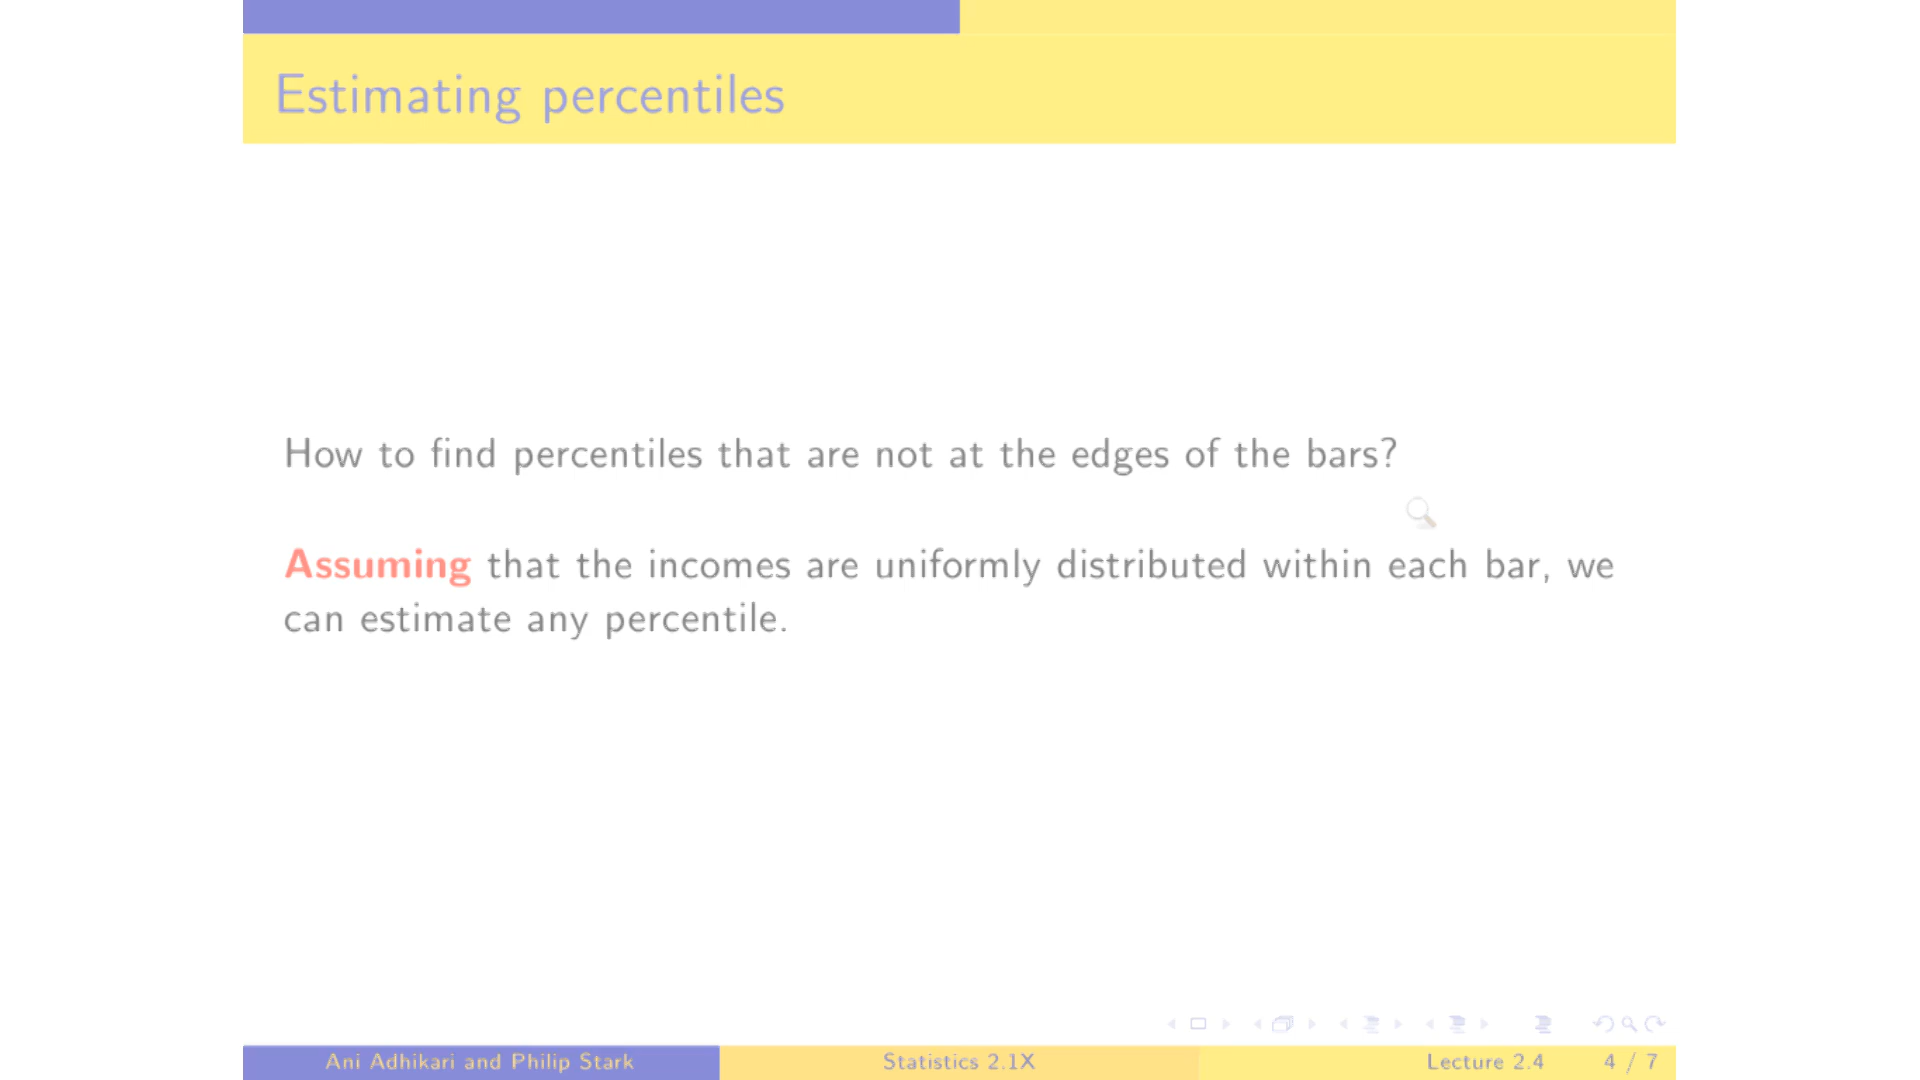 Estimating percentiles
How to find percentiles that are not at the edges of the bars?
Assuming that the incomes are uniformly distributed within each bar, we
can estimate any percentile.
Ani Adhikari and Philip Stark Statistics 2.1X Lecture 2.4 4 / 7